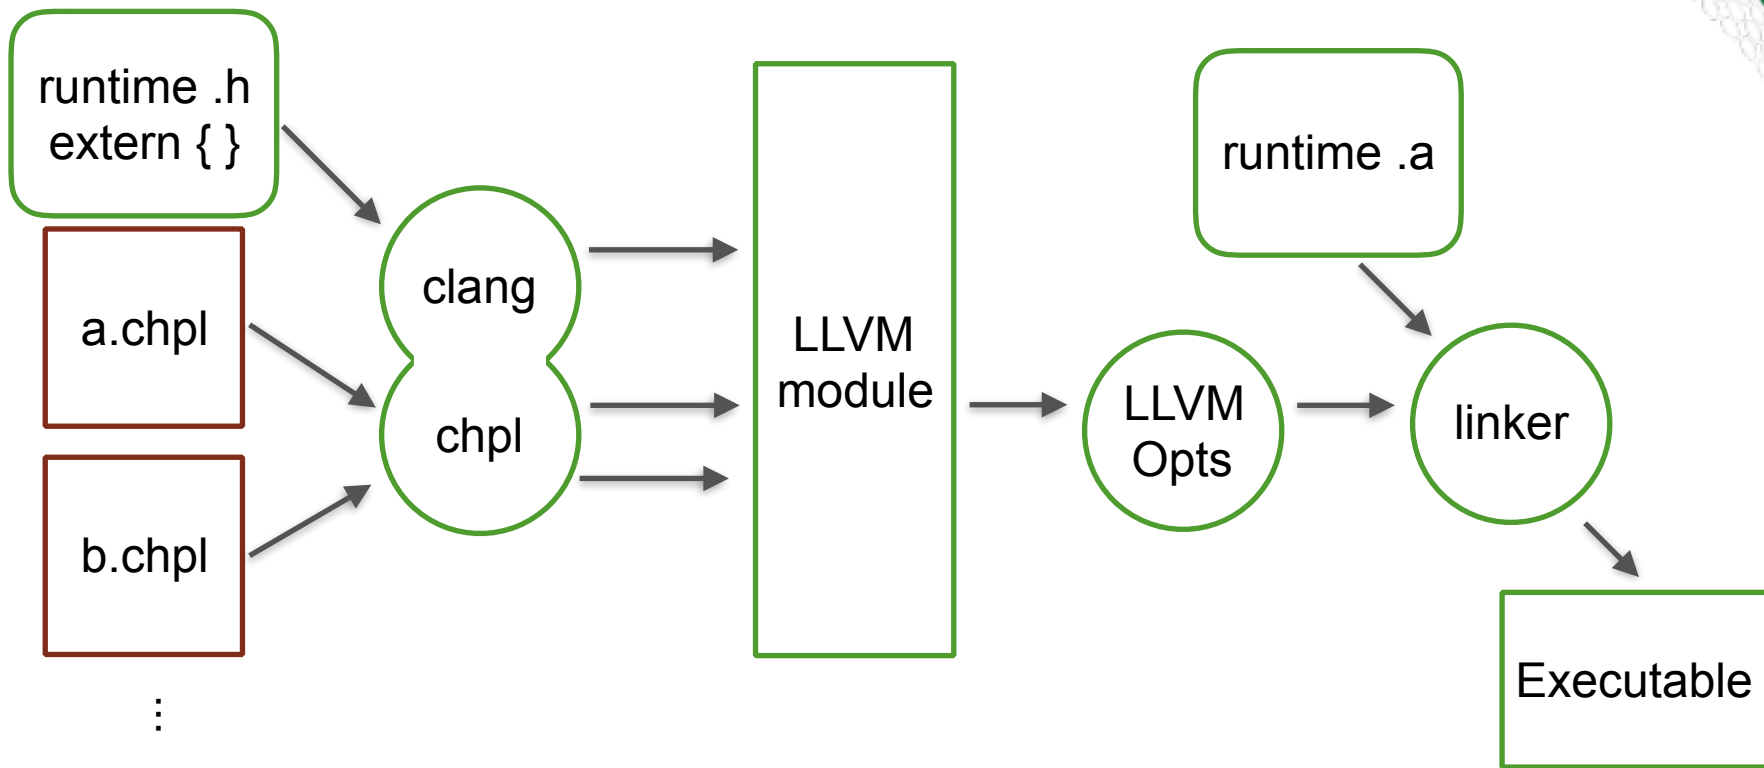 runtime .h
extern { }
a.chpl
b.chpl
⋮
clang
chpl
LLVM
module
runtime .a
LLVM
Opts
linker
Executable